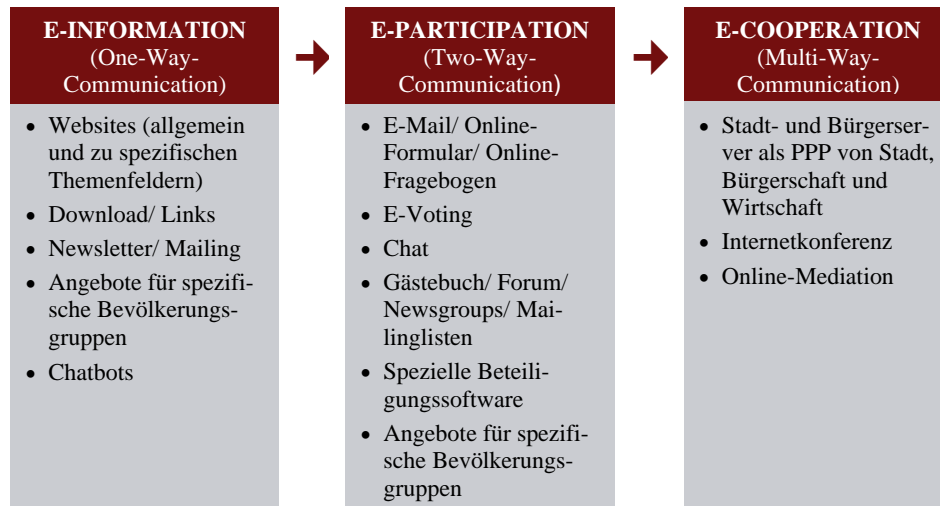 E-INFORMATION
(One-Way-
Communication)
• Websites (allgemein
und zu spezifischen
Themenfeldern)
• Download/ Links
• Newsletter/ Mailing
• Angebote für spezifi-
sche Bevölkerungs-
gruppen
• Chatbots
E-PARTICIPATION
(Two-Way-
Communication)
• E-Mail/ Online-
Formular/ Online-
Fragebogen
• E-Voting
• Chat
• Gästebuch/ Forum/
Newsgroups/ Mai-
linglisten
• Spezielle Beteili-
gungssoftware
• Angebote für spezifi-
sche Bevölkerungs-
gruppen
E-COOPERATION
(Multi-Way-
Communication)
• Stadt- und Bürgerser-
ver als PPP von Stadt,
Bürgerschaft und
Wirtschaft
• Internetkonferenz
• Online-Mediation